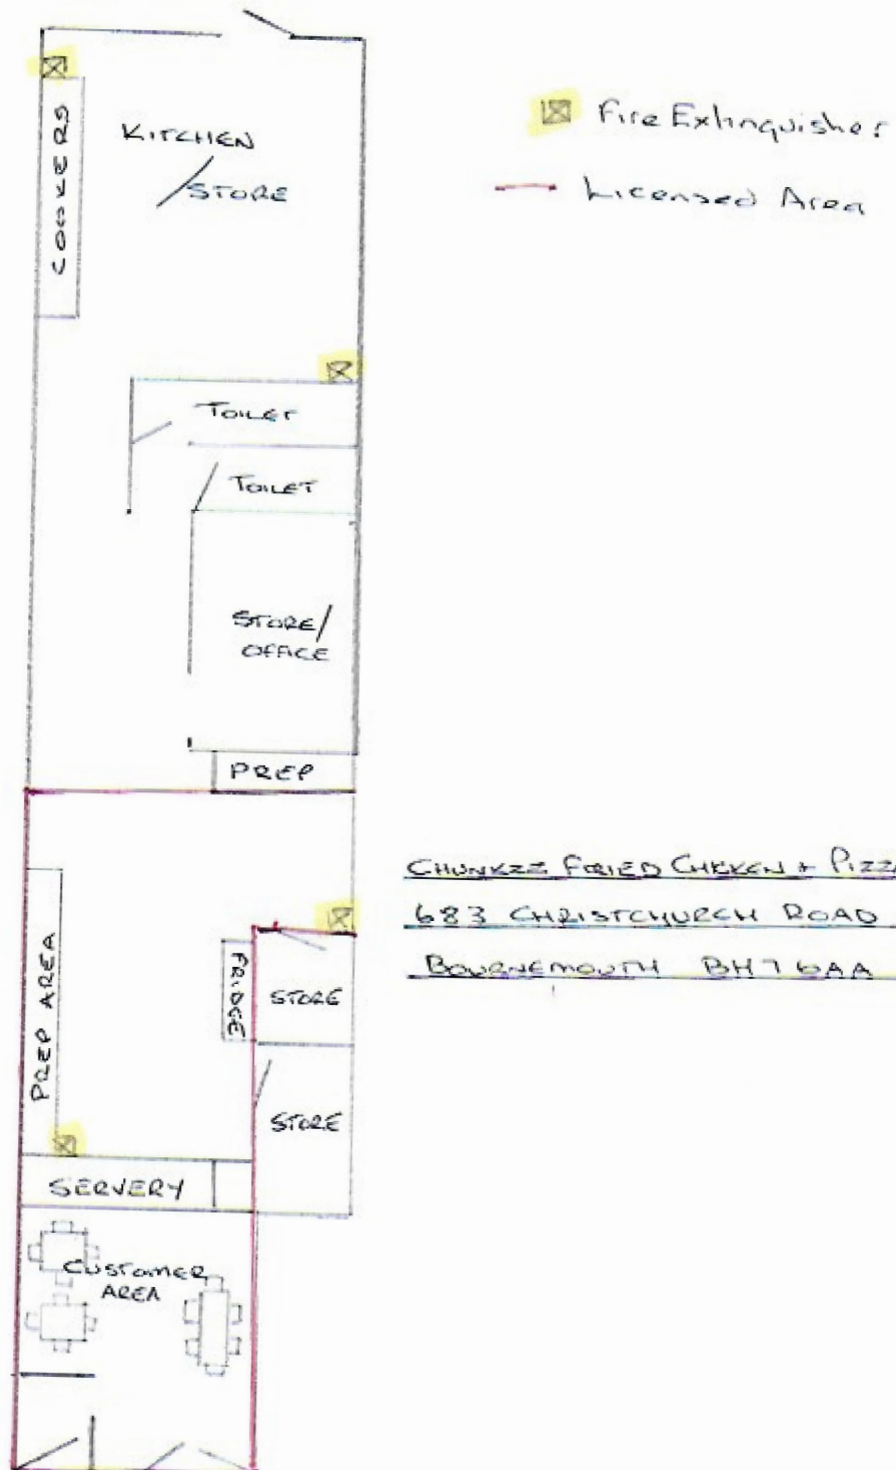 Fire Extinguisher
Licensed Area
COOKERS
KITCHEN
/STORE
TOILET
TOILET
STORE/
OFFICE
PREP
CHUNKZZ FRIED CHICKEN + PIZZA
683 CHRISTCHURCH ROAD
BOURNEMOUTH BH7 6AA
PREP AREA
FRIDGE
STORE
STORE
SERVERY
CUSTOMER
AREA